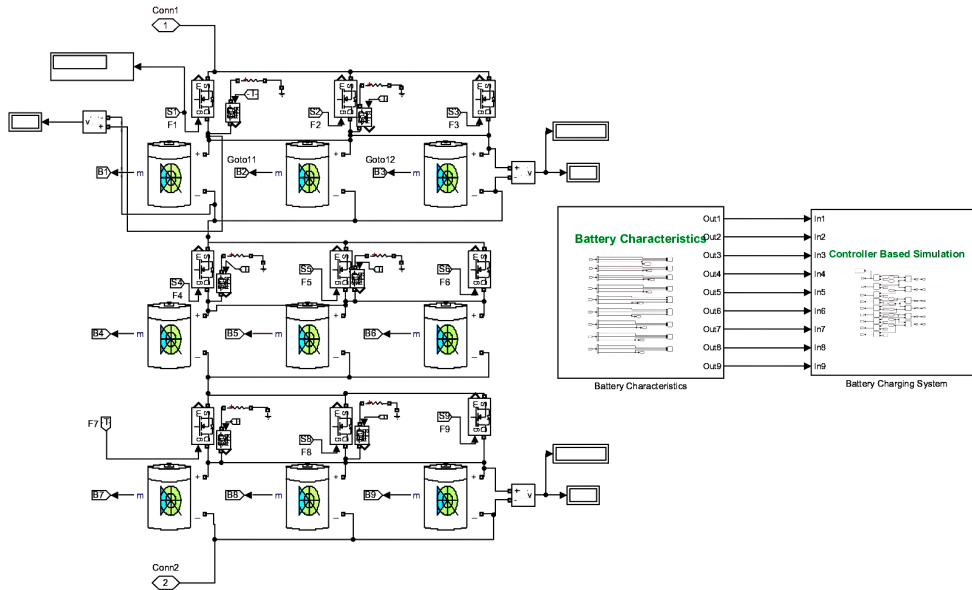 Conn1
1
S1
F1
S2
F2
S3
F3
v
+
B1
m
+
_
Goto11
B2
m
+
_
Goto12
B3
m
+
_
+
-
v
S4
F4
S5
F5
S6
F6
B4
m
+
_
B5
m
+
_
B6
m
+
_
F7
S8
F8
S9
F9
B7
m
+
_
B8
m
+
_
B9
m
+
_
+
-
v
Conn2
2
Battery Characteristics
Out1
Out2
Out3
Out4
Out5
Out6
Out7
Out8
Out9
Battery Characteristics
In1
In2
In3
In4
In5
In6
In7
In8
In9
Controller Based Simulation
Battery Charging System